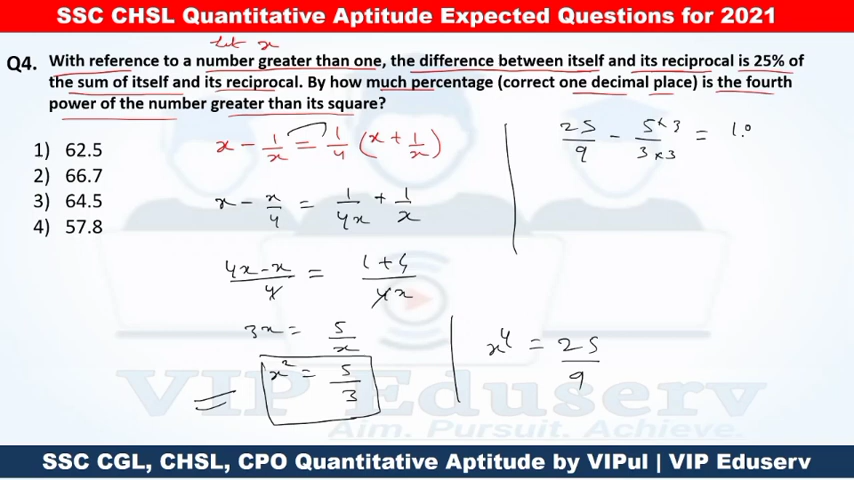 SSC CHSL Quantitative Aptitude Expected Questions for 2021
let x
Q4. With reference to a number greater than one, the difference between itself and its reciprocal is 25% of
the sum of itself and its reciprocal. By how much percentage (correct one decimal place) is the fourth
power of the number greater than its square?
1) 62.5
2) 66.7
3) 64.5
4) 57.8
x - 1/x = 1/4 (x + 1/x)
x - x/4 = 1/4x + 1/x
4x-x/4 = 1+4/4x
3x = 5/x
x² = 5/3
25/9 - 5×3/3×3 = 10
x⁴ = 25/9
VIP Eduserv
Aim. Pursuit. Achieve.
SSC CGL, CHSL, CPO Quantitative Aptitude by VIPul | VIP Eduserv